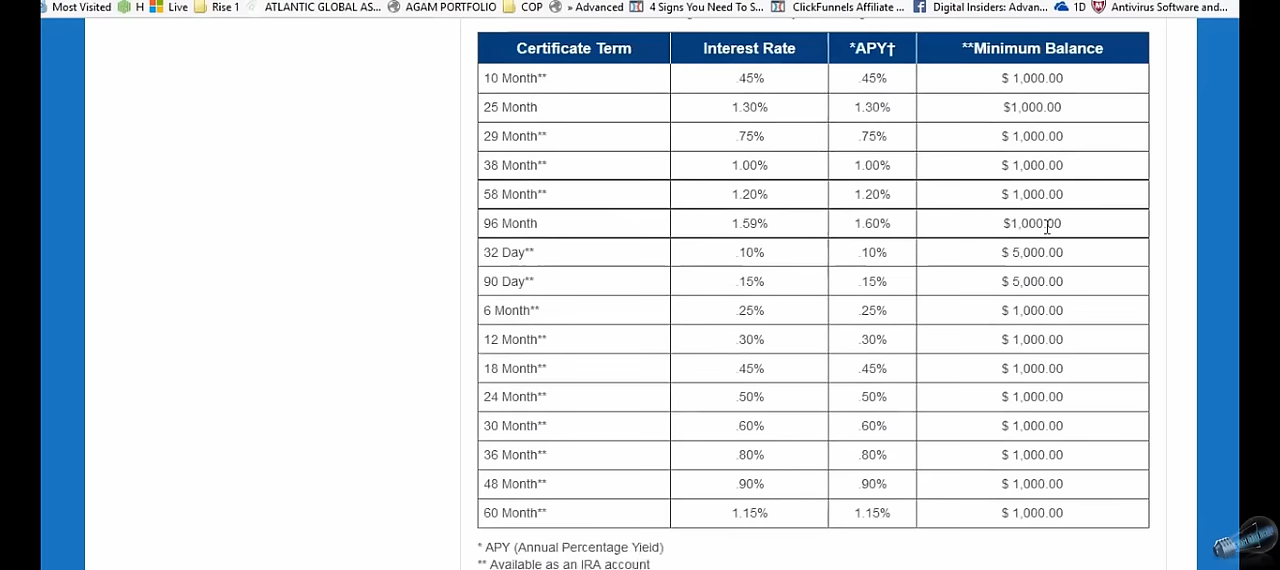 Most Visited H Live Rise 1 ATLANTIC GLOBAL AS... AGAM PORTFOLIO COP » Advanced 4 Signs You Need To S... ClickFunnels Affiliate ... Digital Insiders: Advan... 1D Antivirus Software and...
Certificate Term Interest Rate *APY† **Minimum Balance
10 Month** .45% .45% $ 1,000.00
25 Month 1.30% 1.30% $1,000.00
29 Month** .75% .75% $ 1,000.00
38 Month** 1.00% 1.00% $ 1,000.00
58 Month** 1.20% 1.20% $ 1,000.00
96 Month 1.59% 1.60% $1,000.00
32 Day** .10% .10% $ 5,000.00
90 Day** .15% .15% $ 5,000.00
6 Month** .25% .25% $ 1,000.00
12 Month** .30% .30% $ 1,000.00
18 Month** .45% .45% $ 1,000.00
24 Month** .50% .50% $ 1,000.00
30 Month** .60% .60% $ 1,000.00
36 Month** .80% .80% $ 1,000.00
48 Month** .90% .90% $ 1,000.00
60 Month** 1.15% 1.15% $ 1,000.00
* APY (Annual Percentage Yield)
** Available as an IRA account